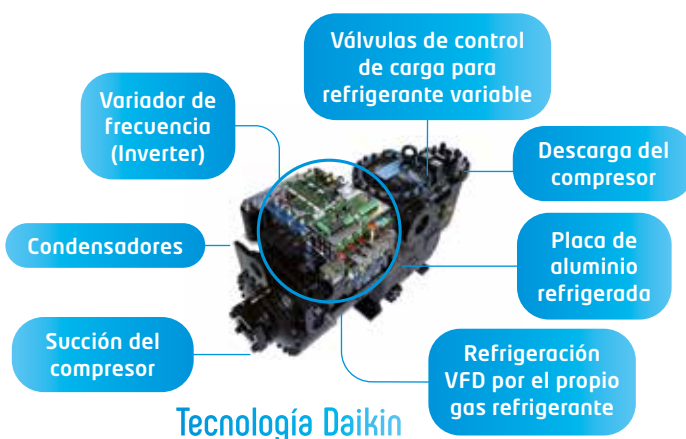 Válvulas de control
de carga para
refrigerante variable
Variador de
frecuencia
(Inverter)
Descarga del
compresor
Condensadores
Placa de
aluminio
refrigerada
Succión del
compresor
Refrigeración
VFD por el propio
gas refrigerante
Tecnología Daikin